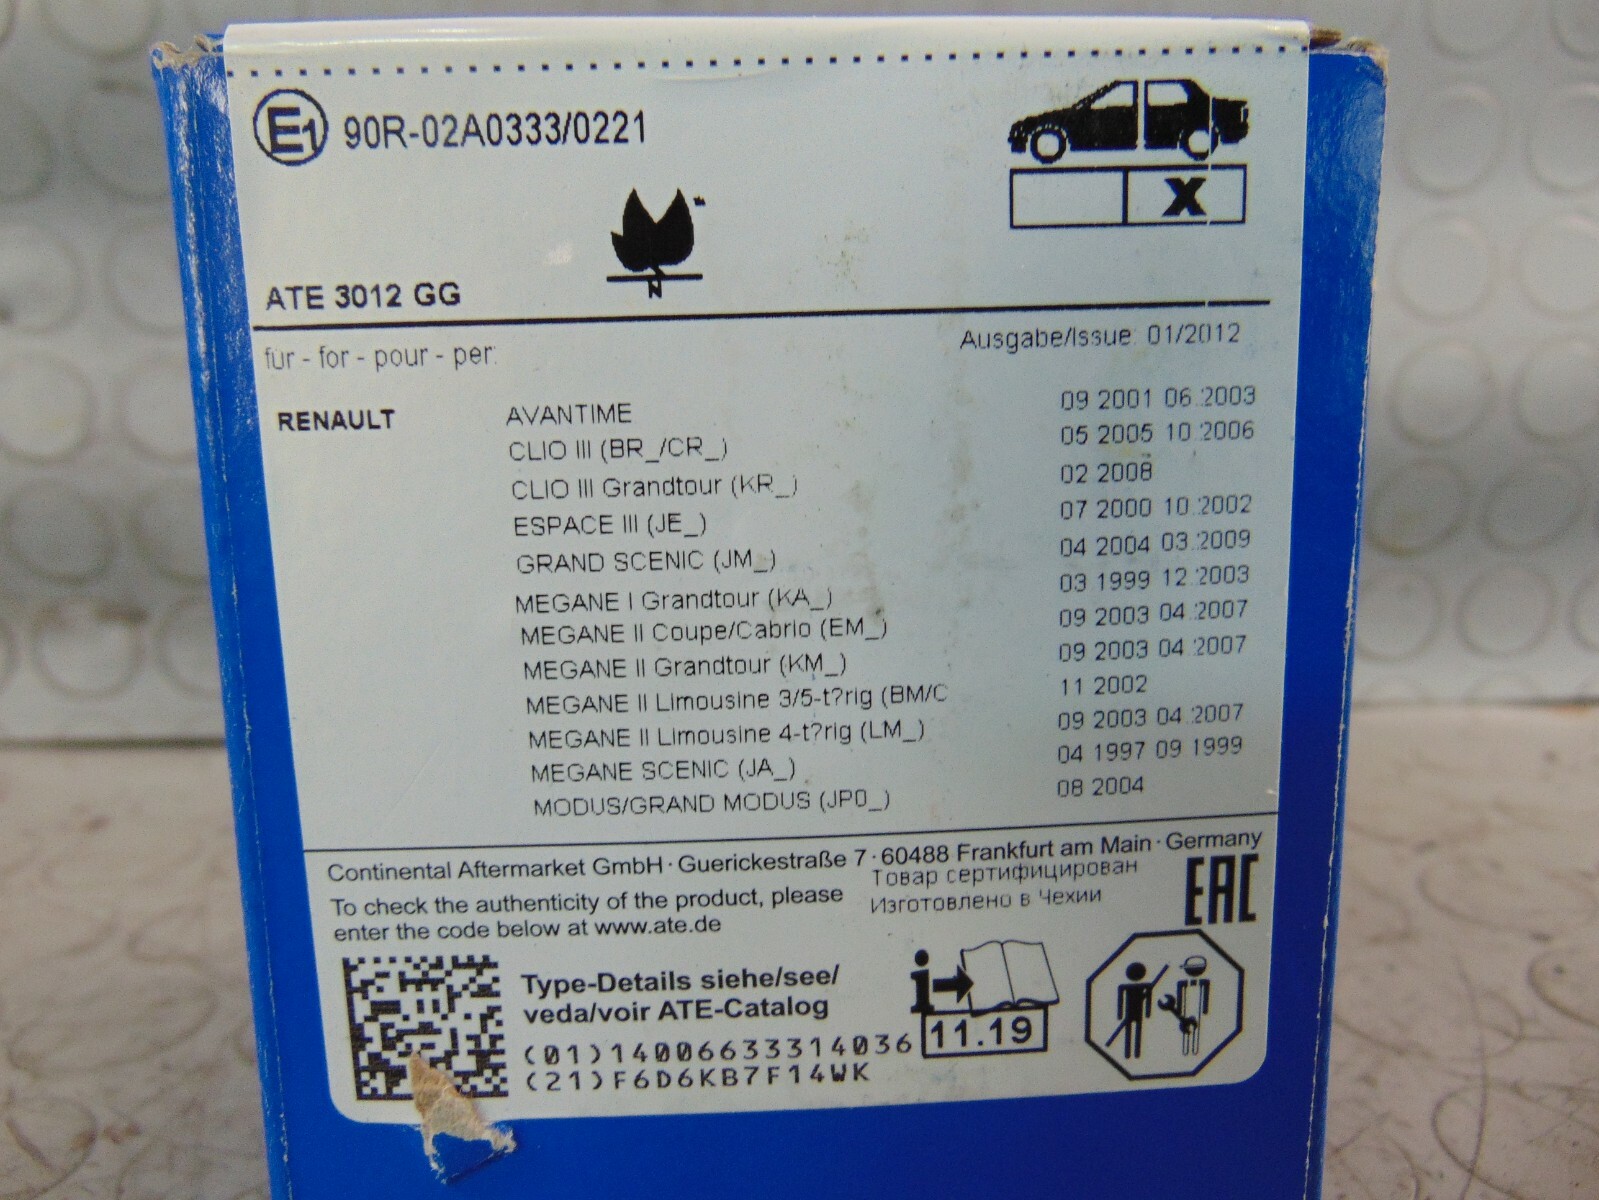 E1 90R-02A0333/0221
X
N
ATE 3012 GG
für - for - pour - per:
Ausgabe/Issue: 01/2012
RENAULT AVANTIME 09 2001 06.2003
CLIO III (BR_/CR_) 05 2005 10.2006
CLIO III Grandtour (KR_) 02 2008
ESPACE III (JE_) 07 2000 10.2002
GRAND SCENIC (JM_) 04 2004 03.2009
MEGANE I Grandtour (KA_) 03 1999 12.2003
MEGANE II Coupe/Cabrio (EM_) 09 2003 04.2007
MEGANE II Grandtour (KM_) 09 2003 04.2007
MEGANE II Limousine 3/5-t?rig (BM/C 11 2002
MEGANE II Limousine 4-t?rig (LM_) 09 2003 04.2007
MEGANE SCENIC (JA_) 04 1997 09 1999
MODUS/GRAND MODUS (JP0_) 08 2004
Continental Aftermarket GmbH · Guerickestraße 7 · 60488 Frankfurt am Main · Germany
Товар сертифицирован
Изготовлено в Чехии
EAC
To check the authenticity of the product, please
enter the code below at www.ate.de
Type-Details siehe/see/
veda/voir ATE-Catalog
(01)14006633314036
(21)F6D6KB7F14WK
i
11.19